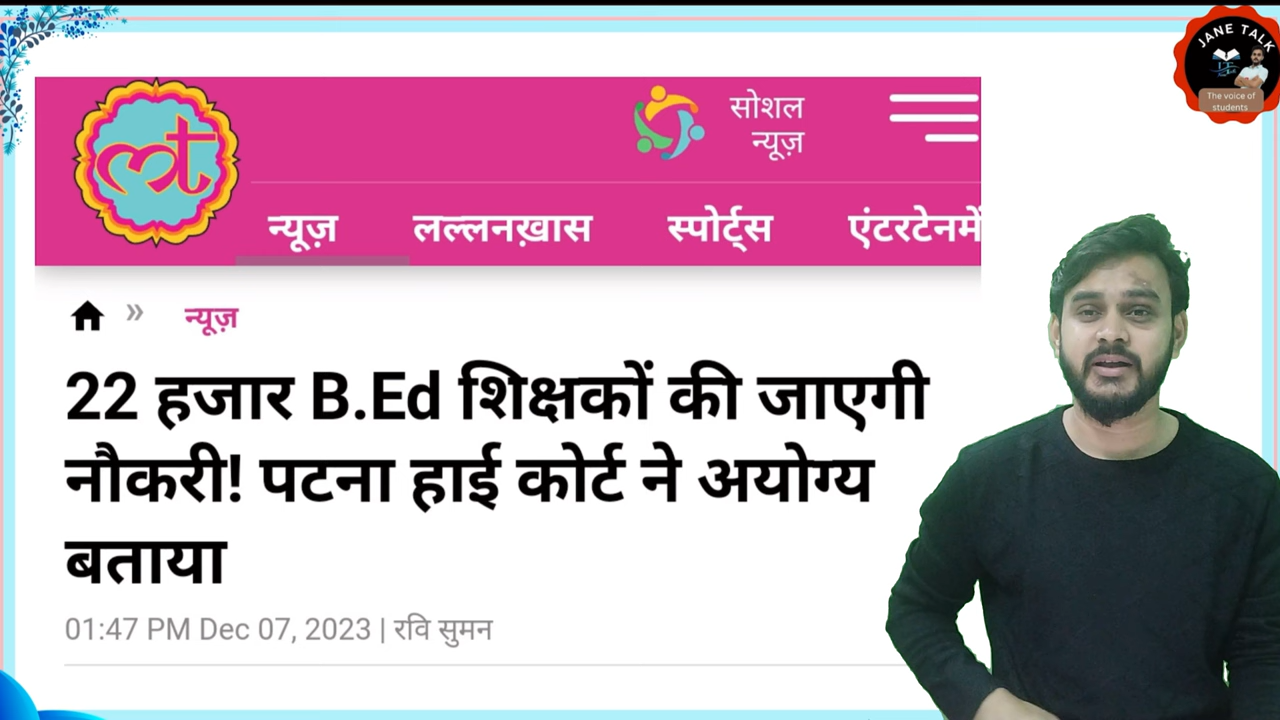 JANE TALK
The voice of
students
mt
सोशल
न्यूज़
न्यूज़ लल्लनख़ास स्पोर्ट्स एंटरटेनमें
» न्यूज़
22 हजार B.Ed शिक्षकों की जाएगी
नौकरी! पटना हाई कोर्ट ने अयोग्य
बताया
01:47 PM Dec 07, 2023 | रवि सुमन